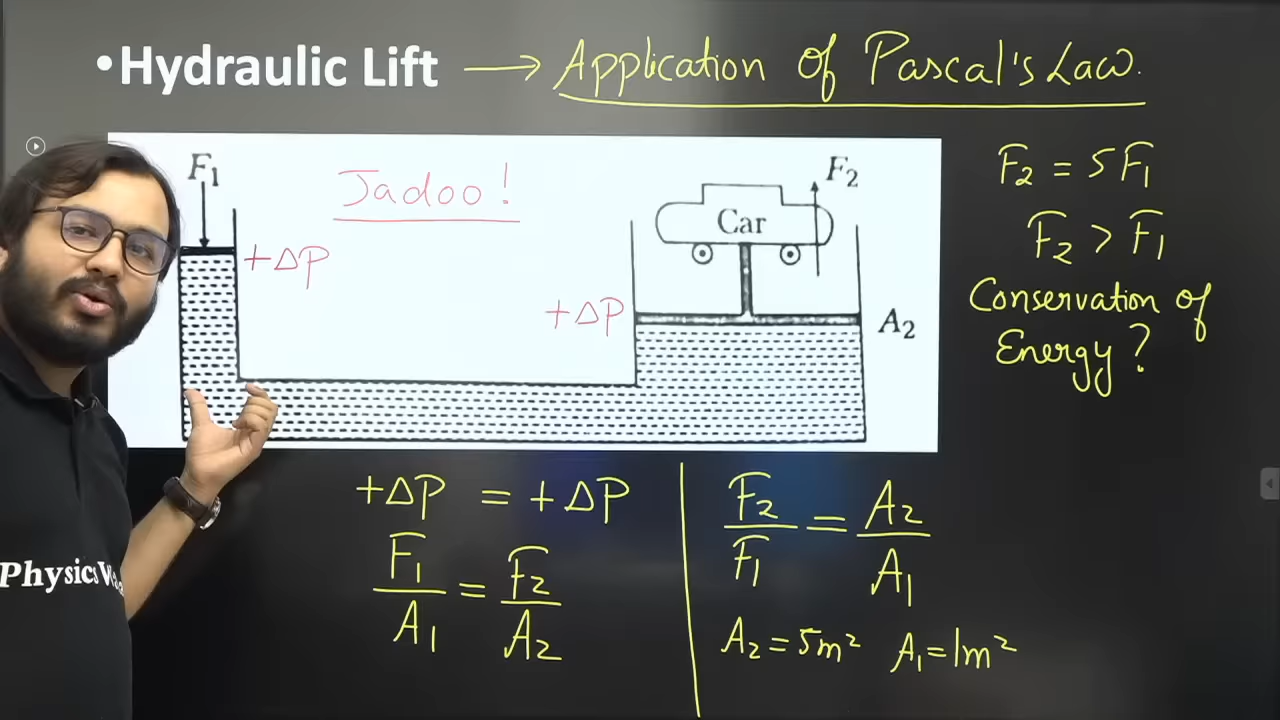 •Hydraulic Lift → Application of Pascal's Law.
F₁
Jadoo!
+ΔP
Car
F₂
+ΔP
A₂
F₂ = 5F₁
F₂ > F₁
Conservation of
Energy?
+ΔP = +ΔP
F₁/A₁ = F₂/A₂
F₂/F₁ = A₂/A₁
A₂ = 5m² A₁ = 1m²
Physics